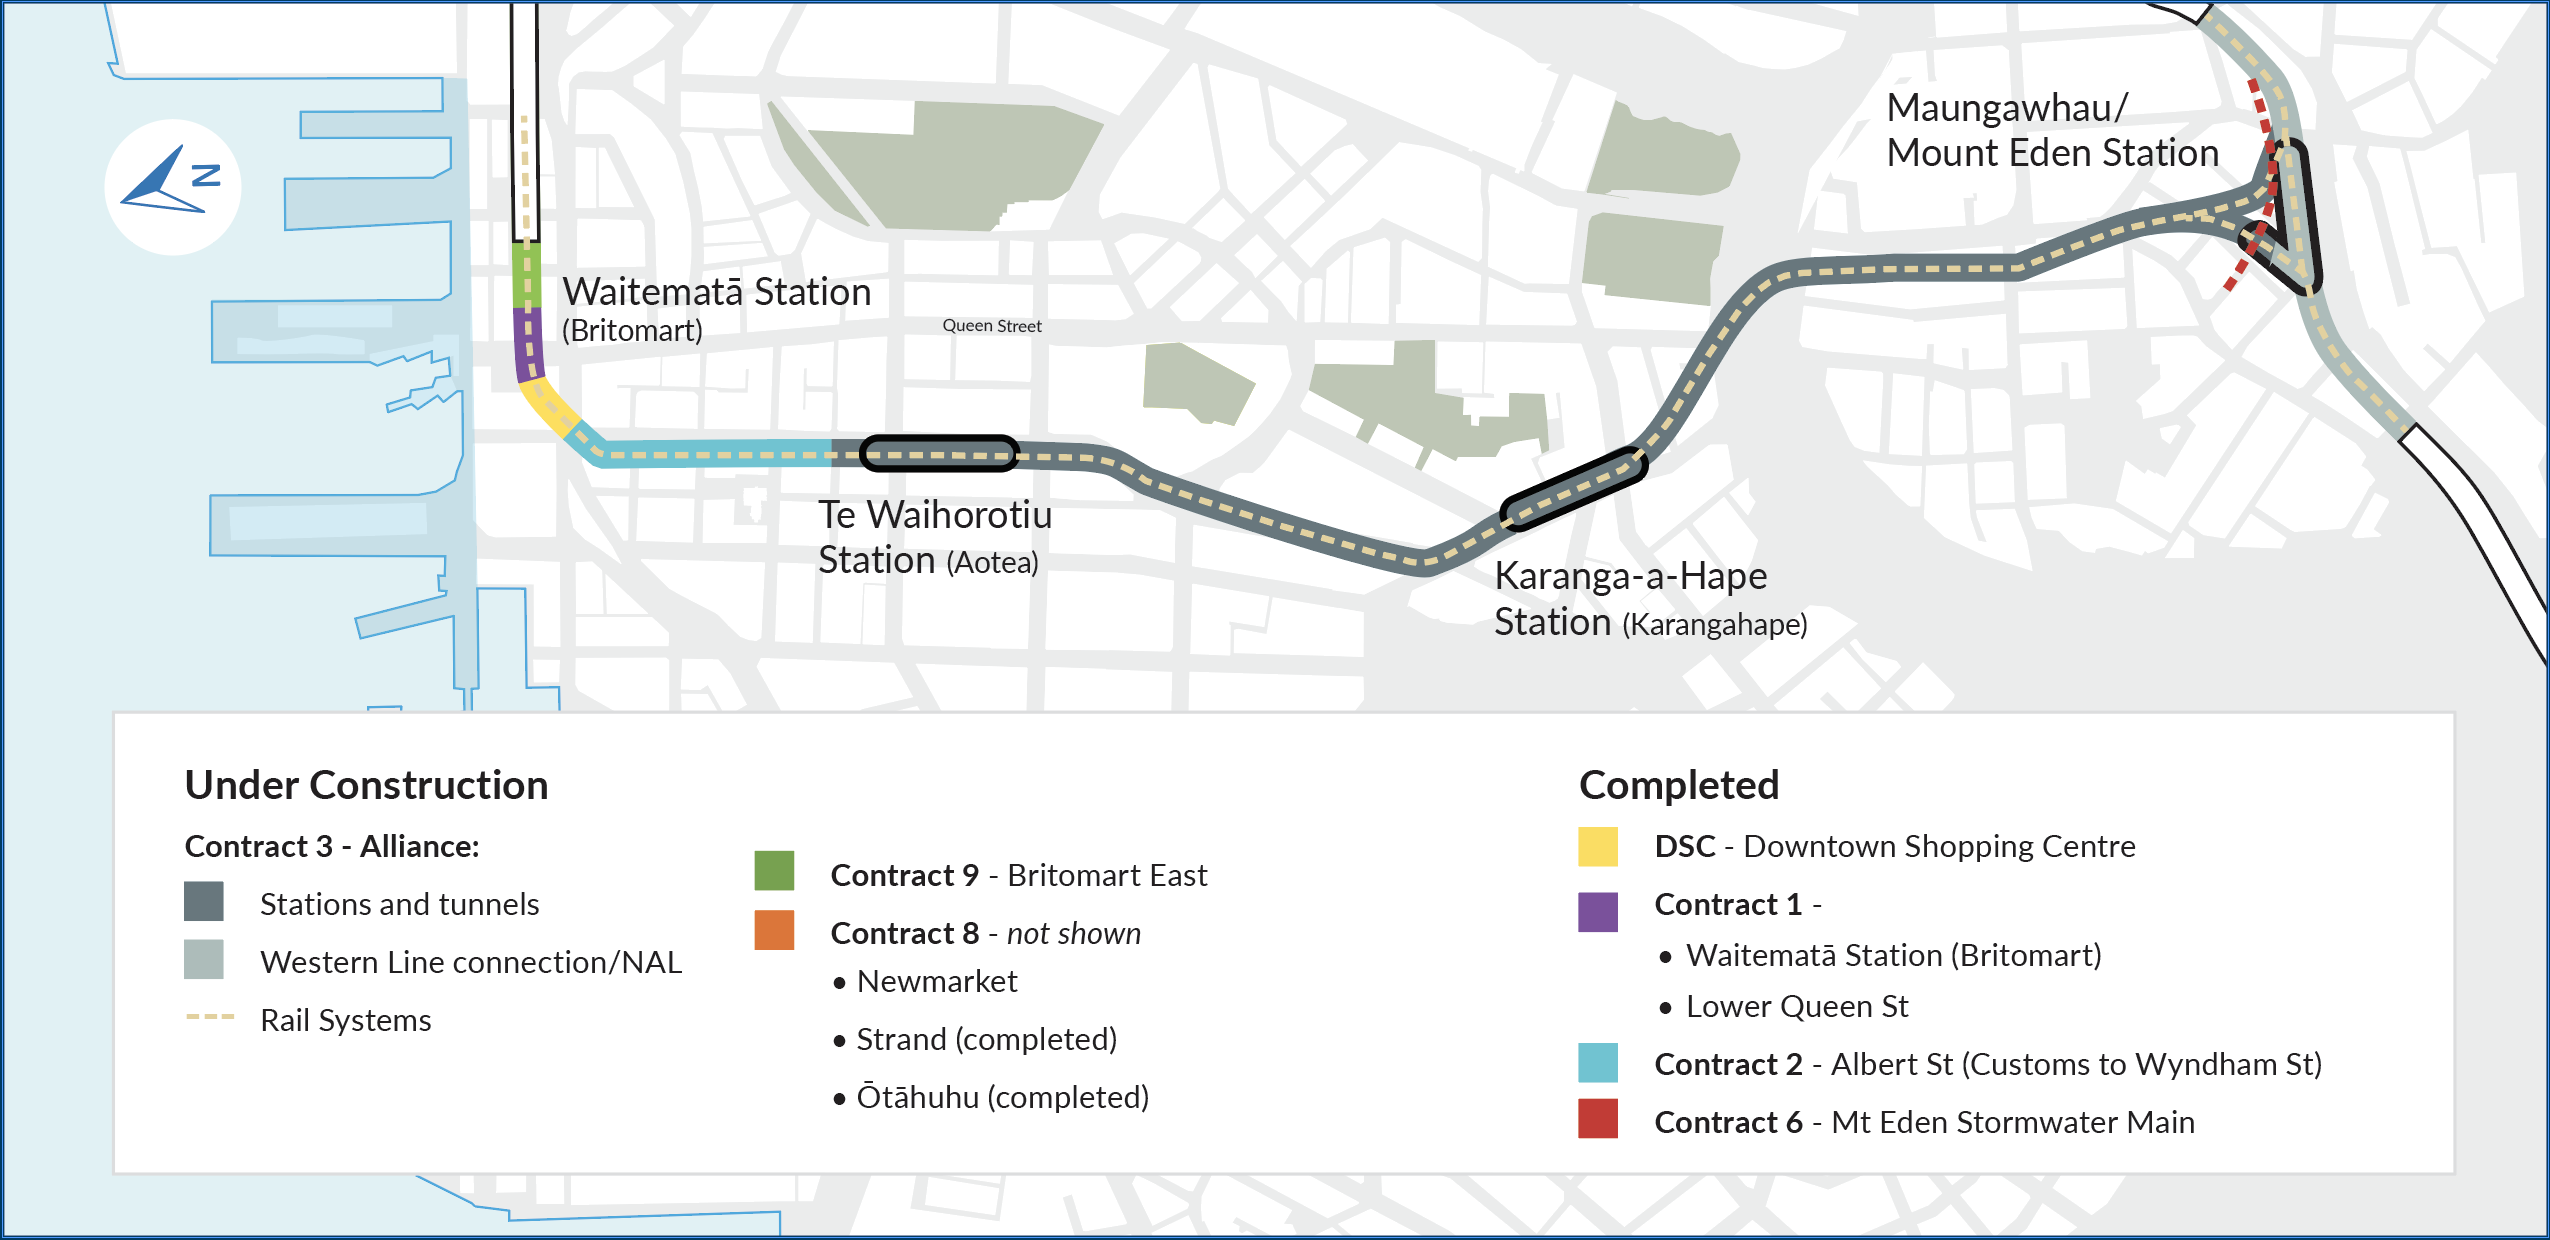 N
Maungawhau/
Mount Eden Station
Waitematā Station
(Britomart)
Queen Street
Te Waihorotiu
Station (Aotea)
Karanga-a-Hape
Station (Karangahape)
Under Construction
Contract 3 - Alliance:
Stations and tunnels
Western Line connection/NAL
Rail Systems
Contract 9 - Britomart East
Contract 8 - not shown
• Newmarket
• Strand (completed)
• Ōtāhuhu (completed)
Completed
DSC - Downtown Shopping Centre
Contract 1 -
• Waitematā Station (Britomart)
• Lower Queen St
Contract 2 - Albert St (Customs to Wyndham St)
Contract 6 - Mt Eden Stormwater Main